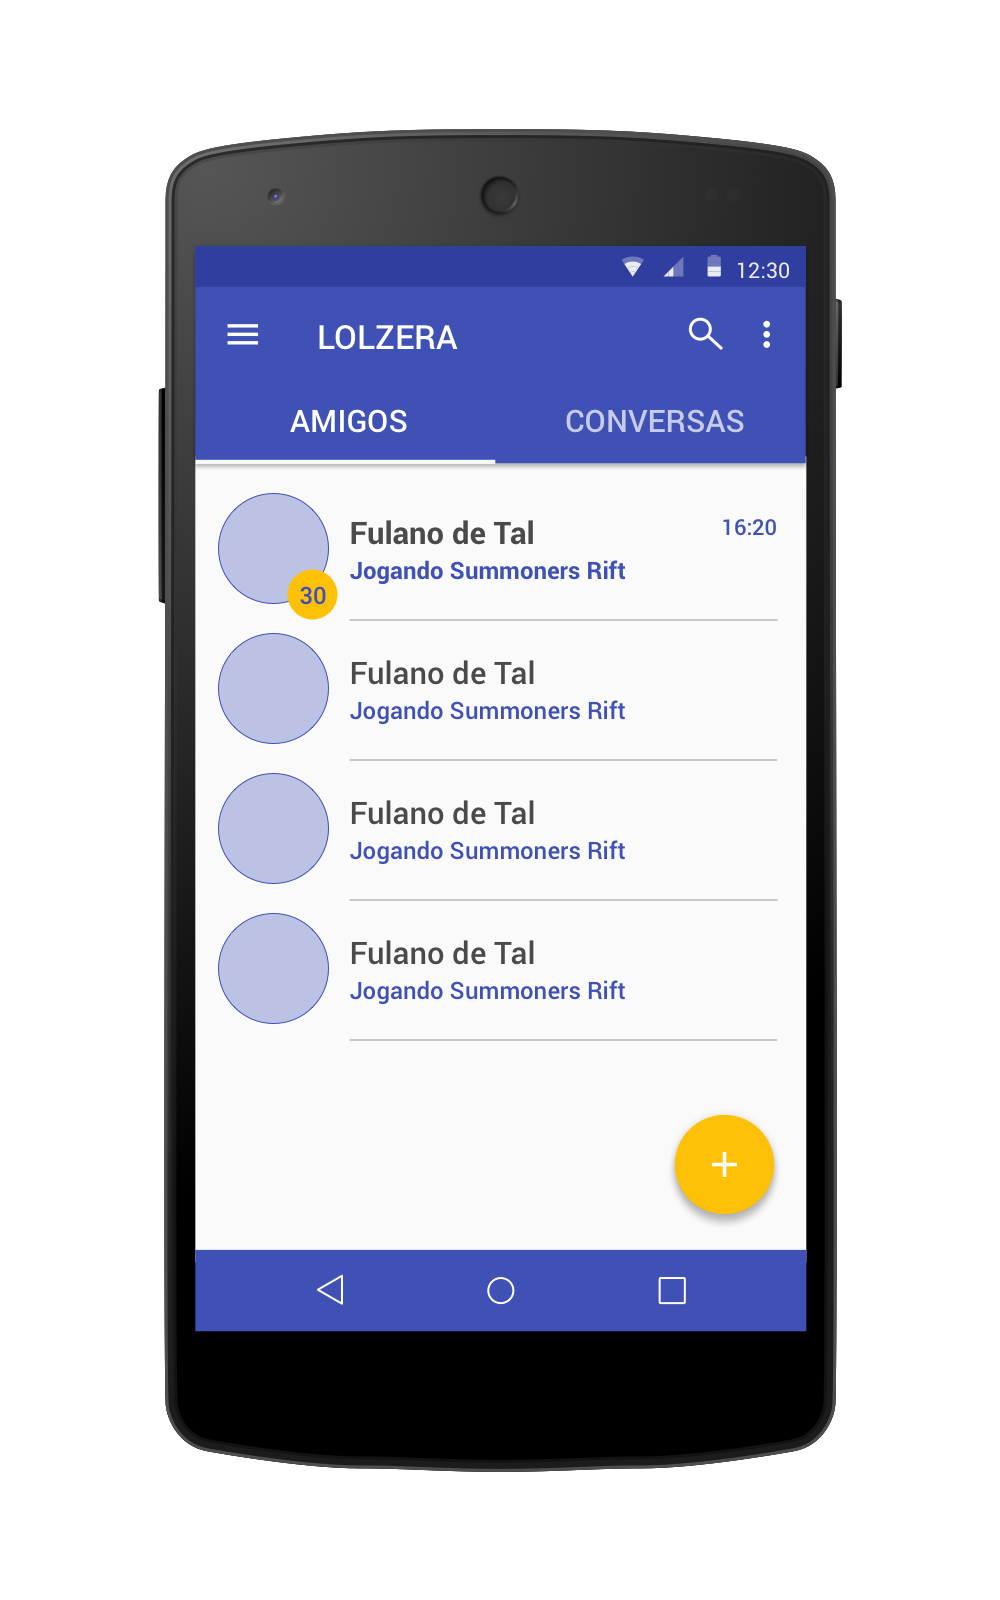 12:30
LOLZERA
AMIGOS CONVERSAS
Fulano de Tal 16:20
Jogando Summoners Rift
30
Fulano de Tal
Jogando Summoners Rift
Fulano de Tal
Jogando Summoners Rift
Fulano de Tal
Jogando Summoners Rift